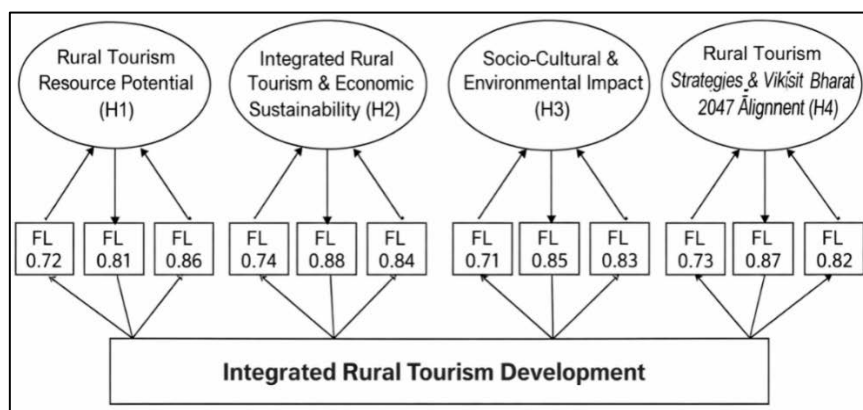 Rural Tourism
Resource Potential
(H1)
Integrated Rural
Tourism & Economic
Sustainability (H2)
Socio-Cultural &
Environmental Impact
(H3)
Rural Tourism
Strategies & Vikisit Bharat
2047 Ālignnent (H4)
FL
0.72
FL
0.81
FL
0.86
FL
0.74
FL
0.88
FL
0.84
FL
0.71
FL
0.85
FL
0.83
FL
0.73
FL
0.87
FL
0.82
Integrated Rural Tourism Development